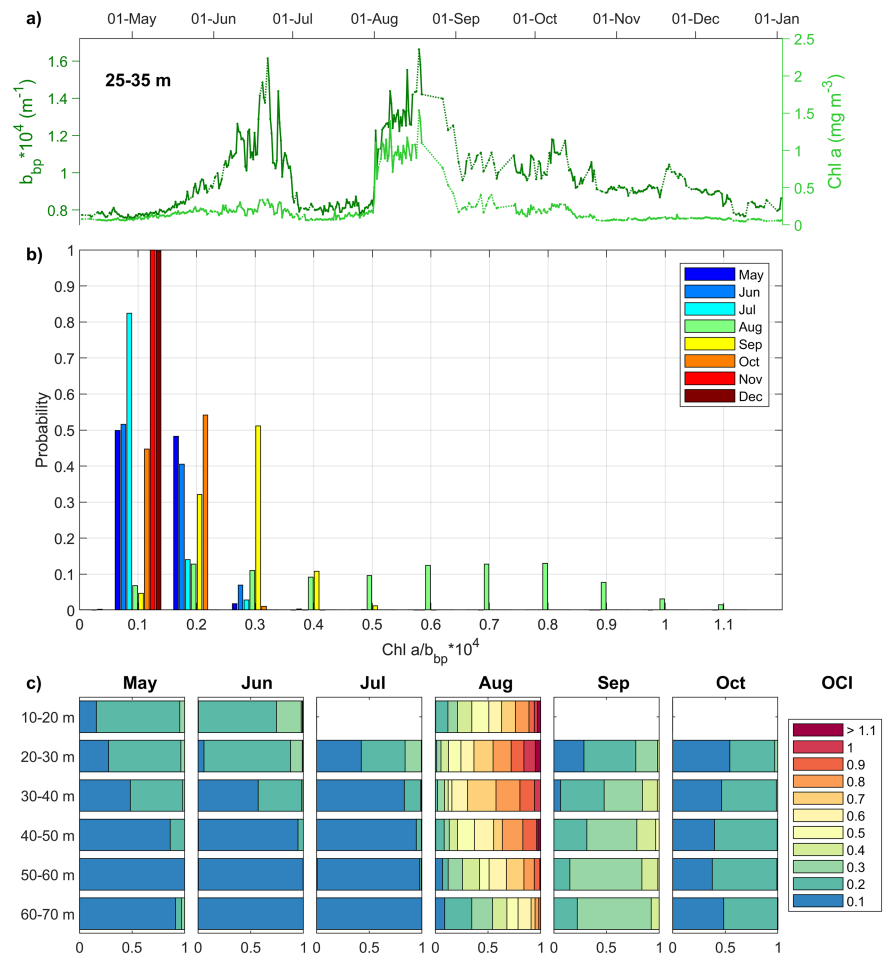 a) 01-May 01-Jun 01-Jul 01-Aug 01-Sep 01-Oct 01-Nov 01-Dec 01-Jan
25-35 m
b_bp*10^4 (m^-1)
1.6
1.4
1.2
1
0.8
Chl a (mg m^-3)
2.5
2
1.5
1
0.5
0
b)
Probability
1
0.9
0.8
0.7
0.6
0.5
0.4
0.3
0.2
0.1
0
May
Jun
Jul
Aug
Sep
Oct
Nov
Dec
0 0.1 0.2 0.3 0.4 0.5 0.6 0.7 0.8 0.9 1 1.1
Chl a/b_bp*10^4
c) May Jun Jul Aug Sep Oct OCI
10-20 m
20-30 m
30-40 m
40-50 m
50-60 m
60-70 m
0 0.5 1 0 0.5 1 0 0.5 1 0 0.5 1 0 0.5 1 0 0.5 1
> 1.1
1
0.9
0.8
0.7
0.6
0.5
0.4
0.3
0.2
0.1